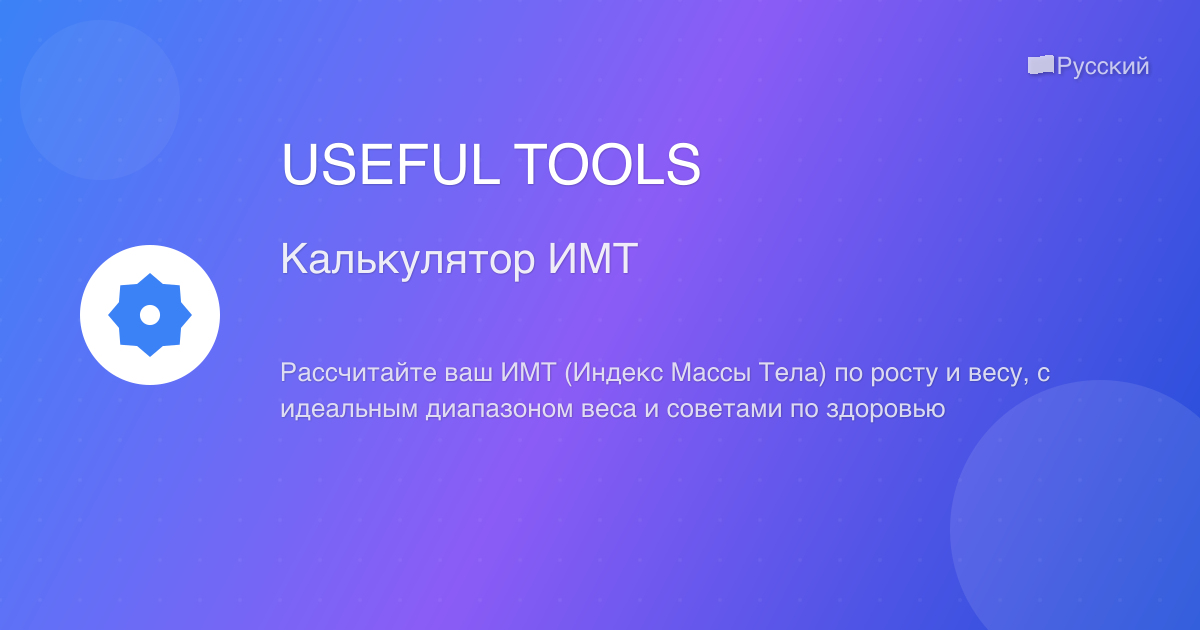 Русский
USEFUL TOOLS
Калькулятор ИМТ
Рассчитайте ваш ИМТ (Индекс Массы Тела) по росту и весу, с
идеальным диапазоном веса и советами по здоровью